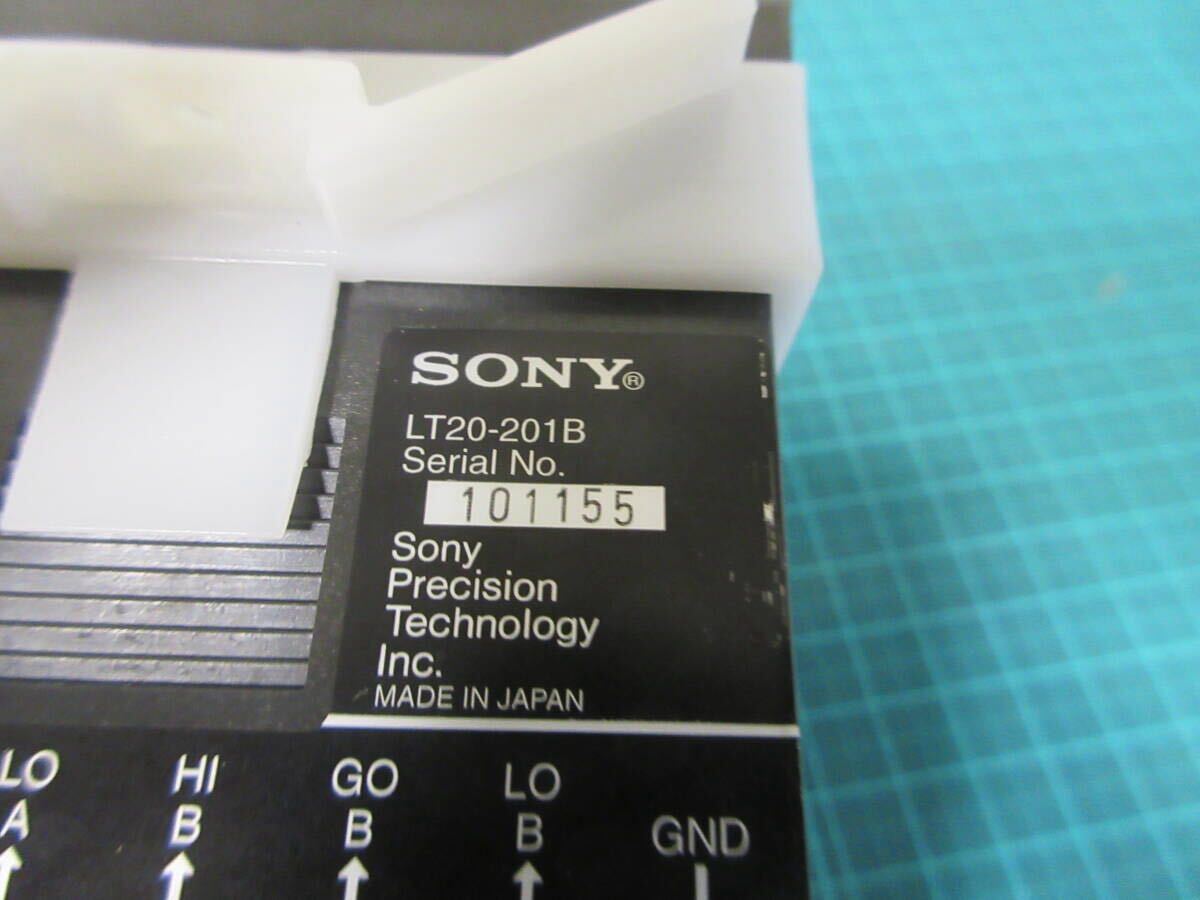 SONY®
LT20-201B
Serial No.
101155
Sony
Precision
Technology
Inc.
MADE IN JAPAN
LO HI GO LO
A B B B GND